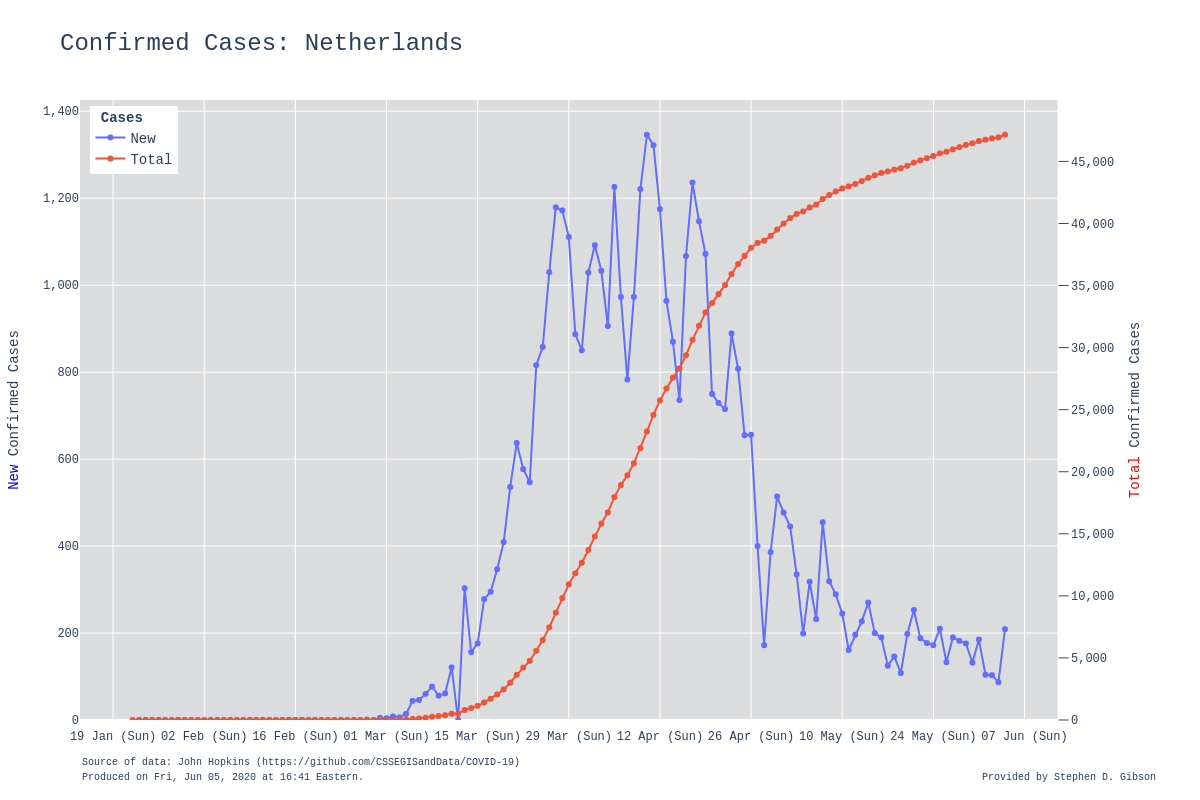 Confirmed Cases: Netherlands
Cases
New
Total
1,400
1,200
1,000
800
600
400
200
0
45,000
40,000
35,000
30,000
25,000
20,000
15,000
10,000
5,000
0
New Confirmed Cases
Total Confirmed Cases
19 Jan (Sun) 02 Feb (Sun) 16 Feb (Sun) 01 Mar (Sun) 15 Mar (Sun) 29 Mar (Sun) 12 Apr (Sun) 26 Apr (Sun) 10 May (Sun) 24 May (Sun) 07 Jun (Sun)
Source of data: John Hopkins (https://github.com/CSSEGISandData/COVID-19)
Produced on Fri, Jun 05, 2020 at 16:41 Eastern.
Provided by Stephen D. Gibson